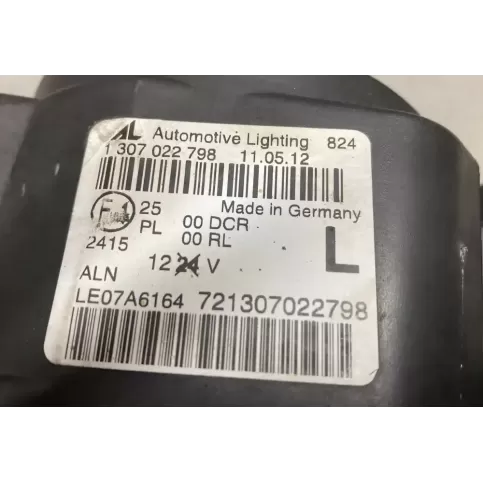 AL Automotive Lighting 824
1 307 022 798 11.05.12
E1 25 00 DCR Made in Germany
PL 00 RL
2415 L
12 24 V
ALN
LE07A6164 721307022798